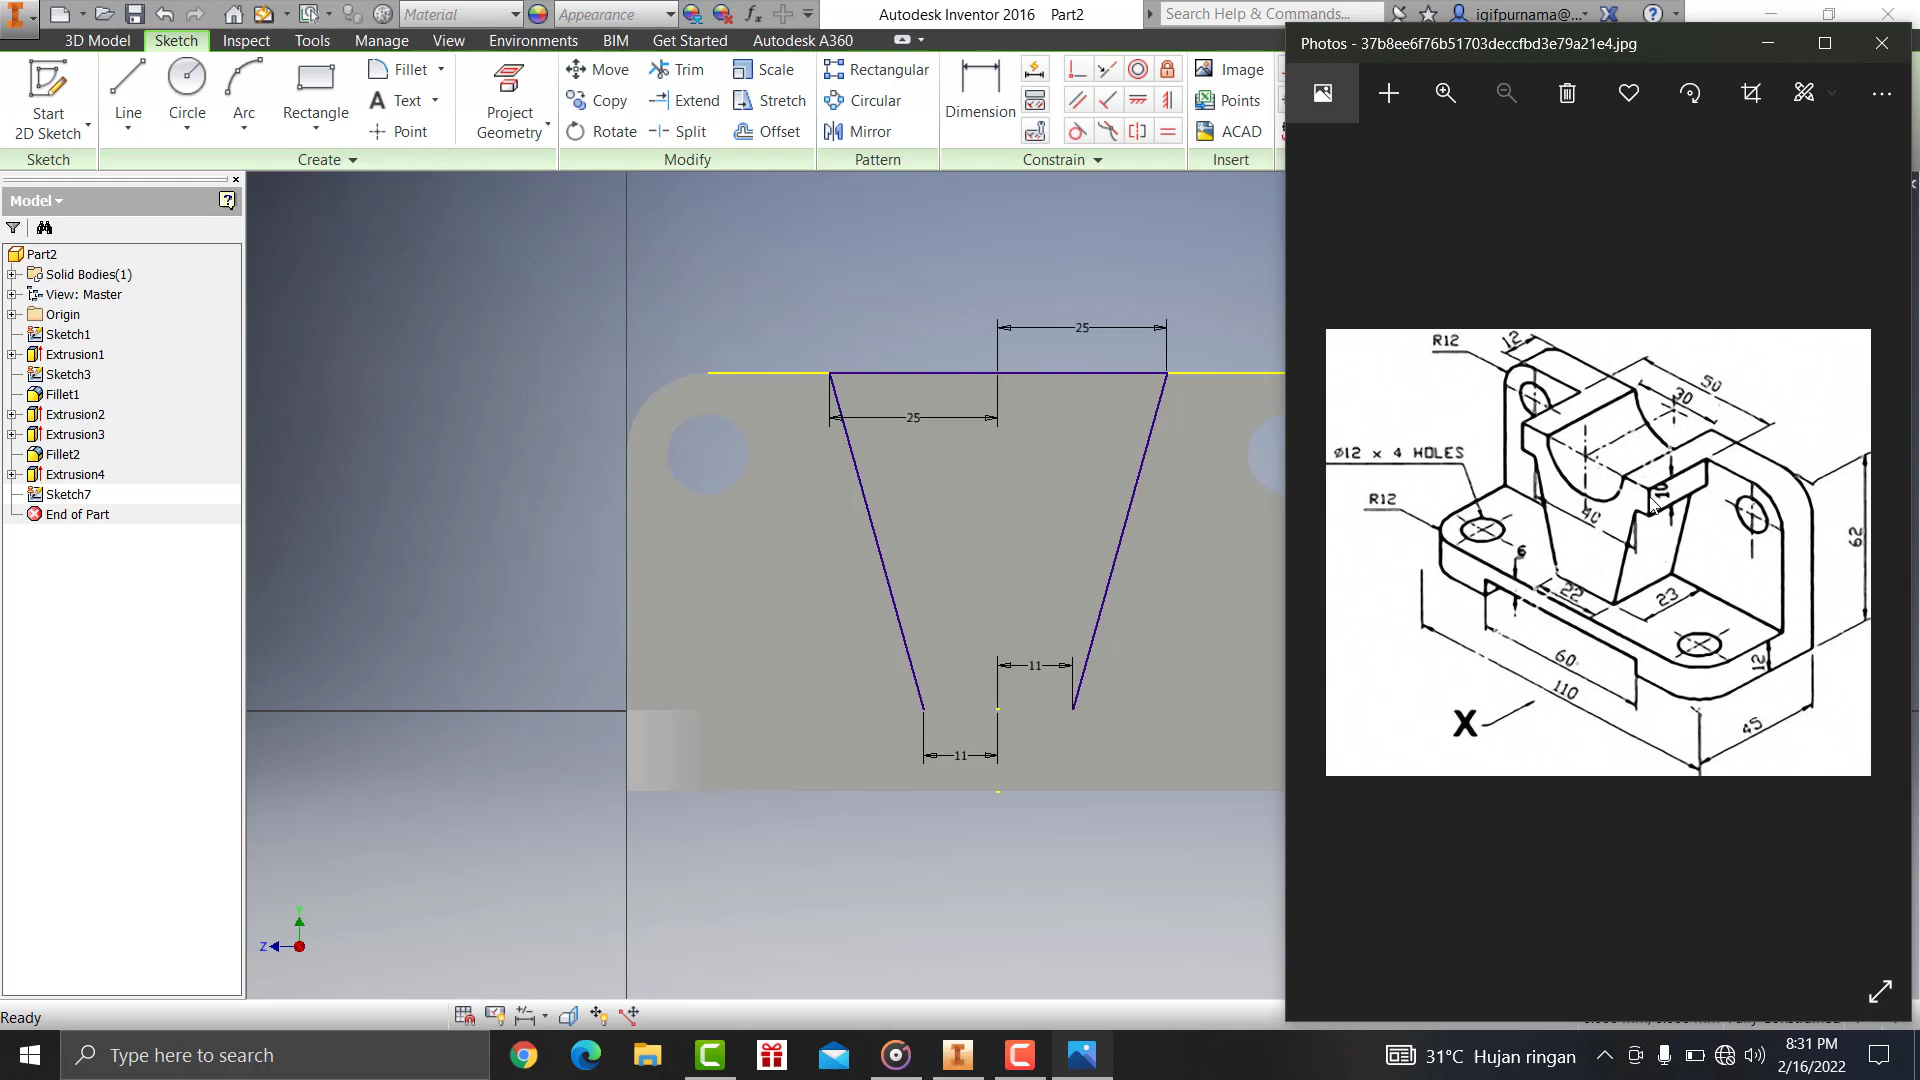 Material
Appearance
Autodesk Inventor 2016 Part2
Search Help & Commands...
igifpurnama@...
3D Model Sketch Inspect Tools Manage View Environments BIM Get Started Autodesk A360
Start
2D Sketch
Line
Circle
Arc
Rectangle
Fillet
Text
Point
Project
Geometry
Move
Copy
Rotate
Trim
Extend
Split
Scale
Stretch
Offset
Rectangular
Circular
Mirror
Dimension
Image
Points
ACAD
Sketch
Create
Modify
Pattern
Constrain
Insert
Model
Part2
Solid Bodies(1)
View: Master
Origin
Sketch1
Extrusion1
Sketch3
Fillet1
Extrusion2
Extrusion3
Fillet2
Extrusion4
Sketch7
End of Part
25
25
11
11
Y
Z
Photos - 37b8ee6f76b51703deccfbd3e79a21e4.jpg
R12
12
50
30
Ø12 x 4 HOLES
R12
10
40
62
6
22
23
60
12
110
45
X
Ready
Type here to search
31°C Hujan ringan
8:31 PM
2/16/2022